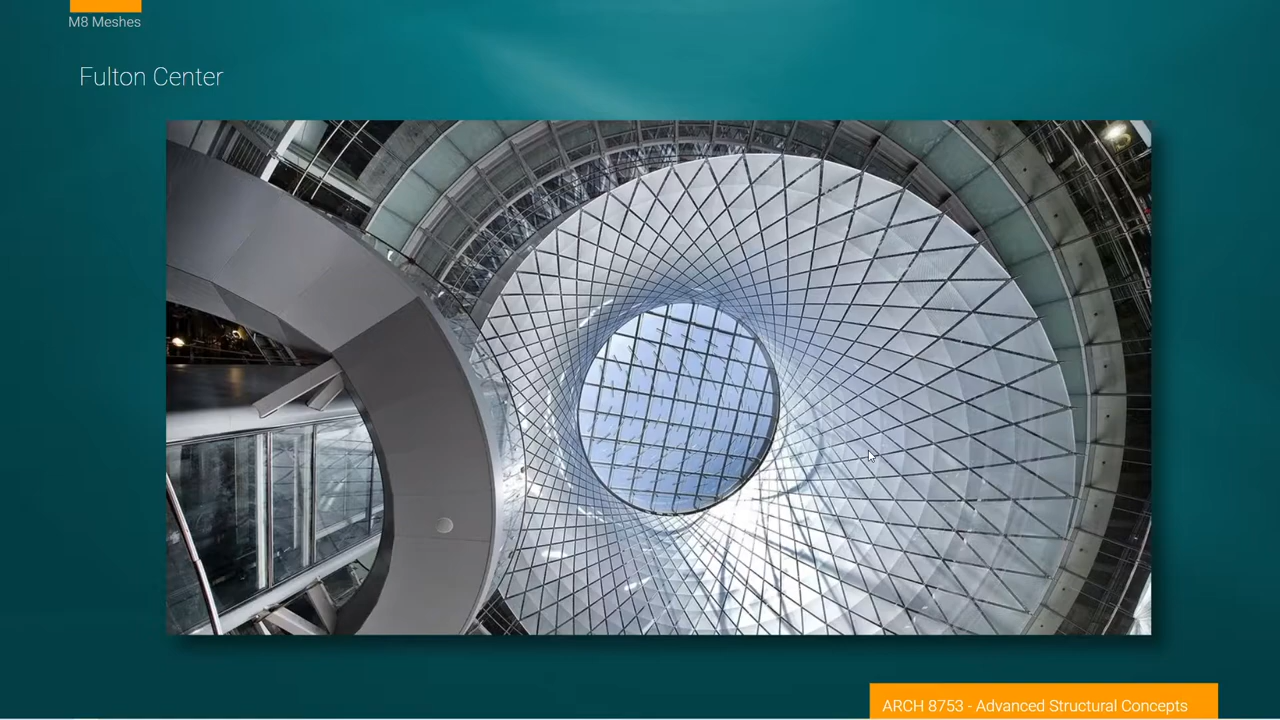 M8 Meshes
Fulton Center
ARCH 8753 - Advanced Structural Concepts